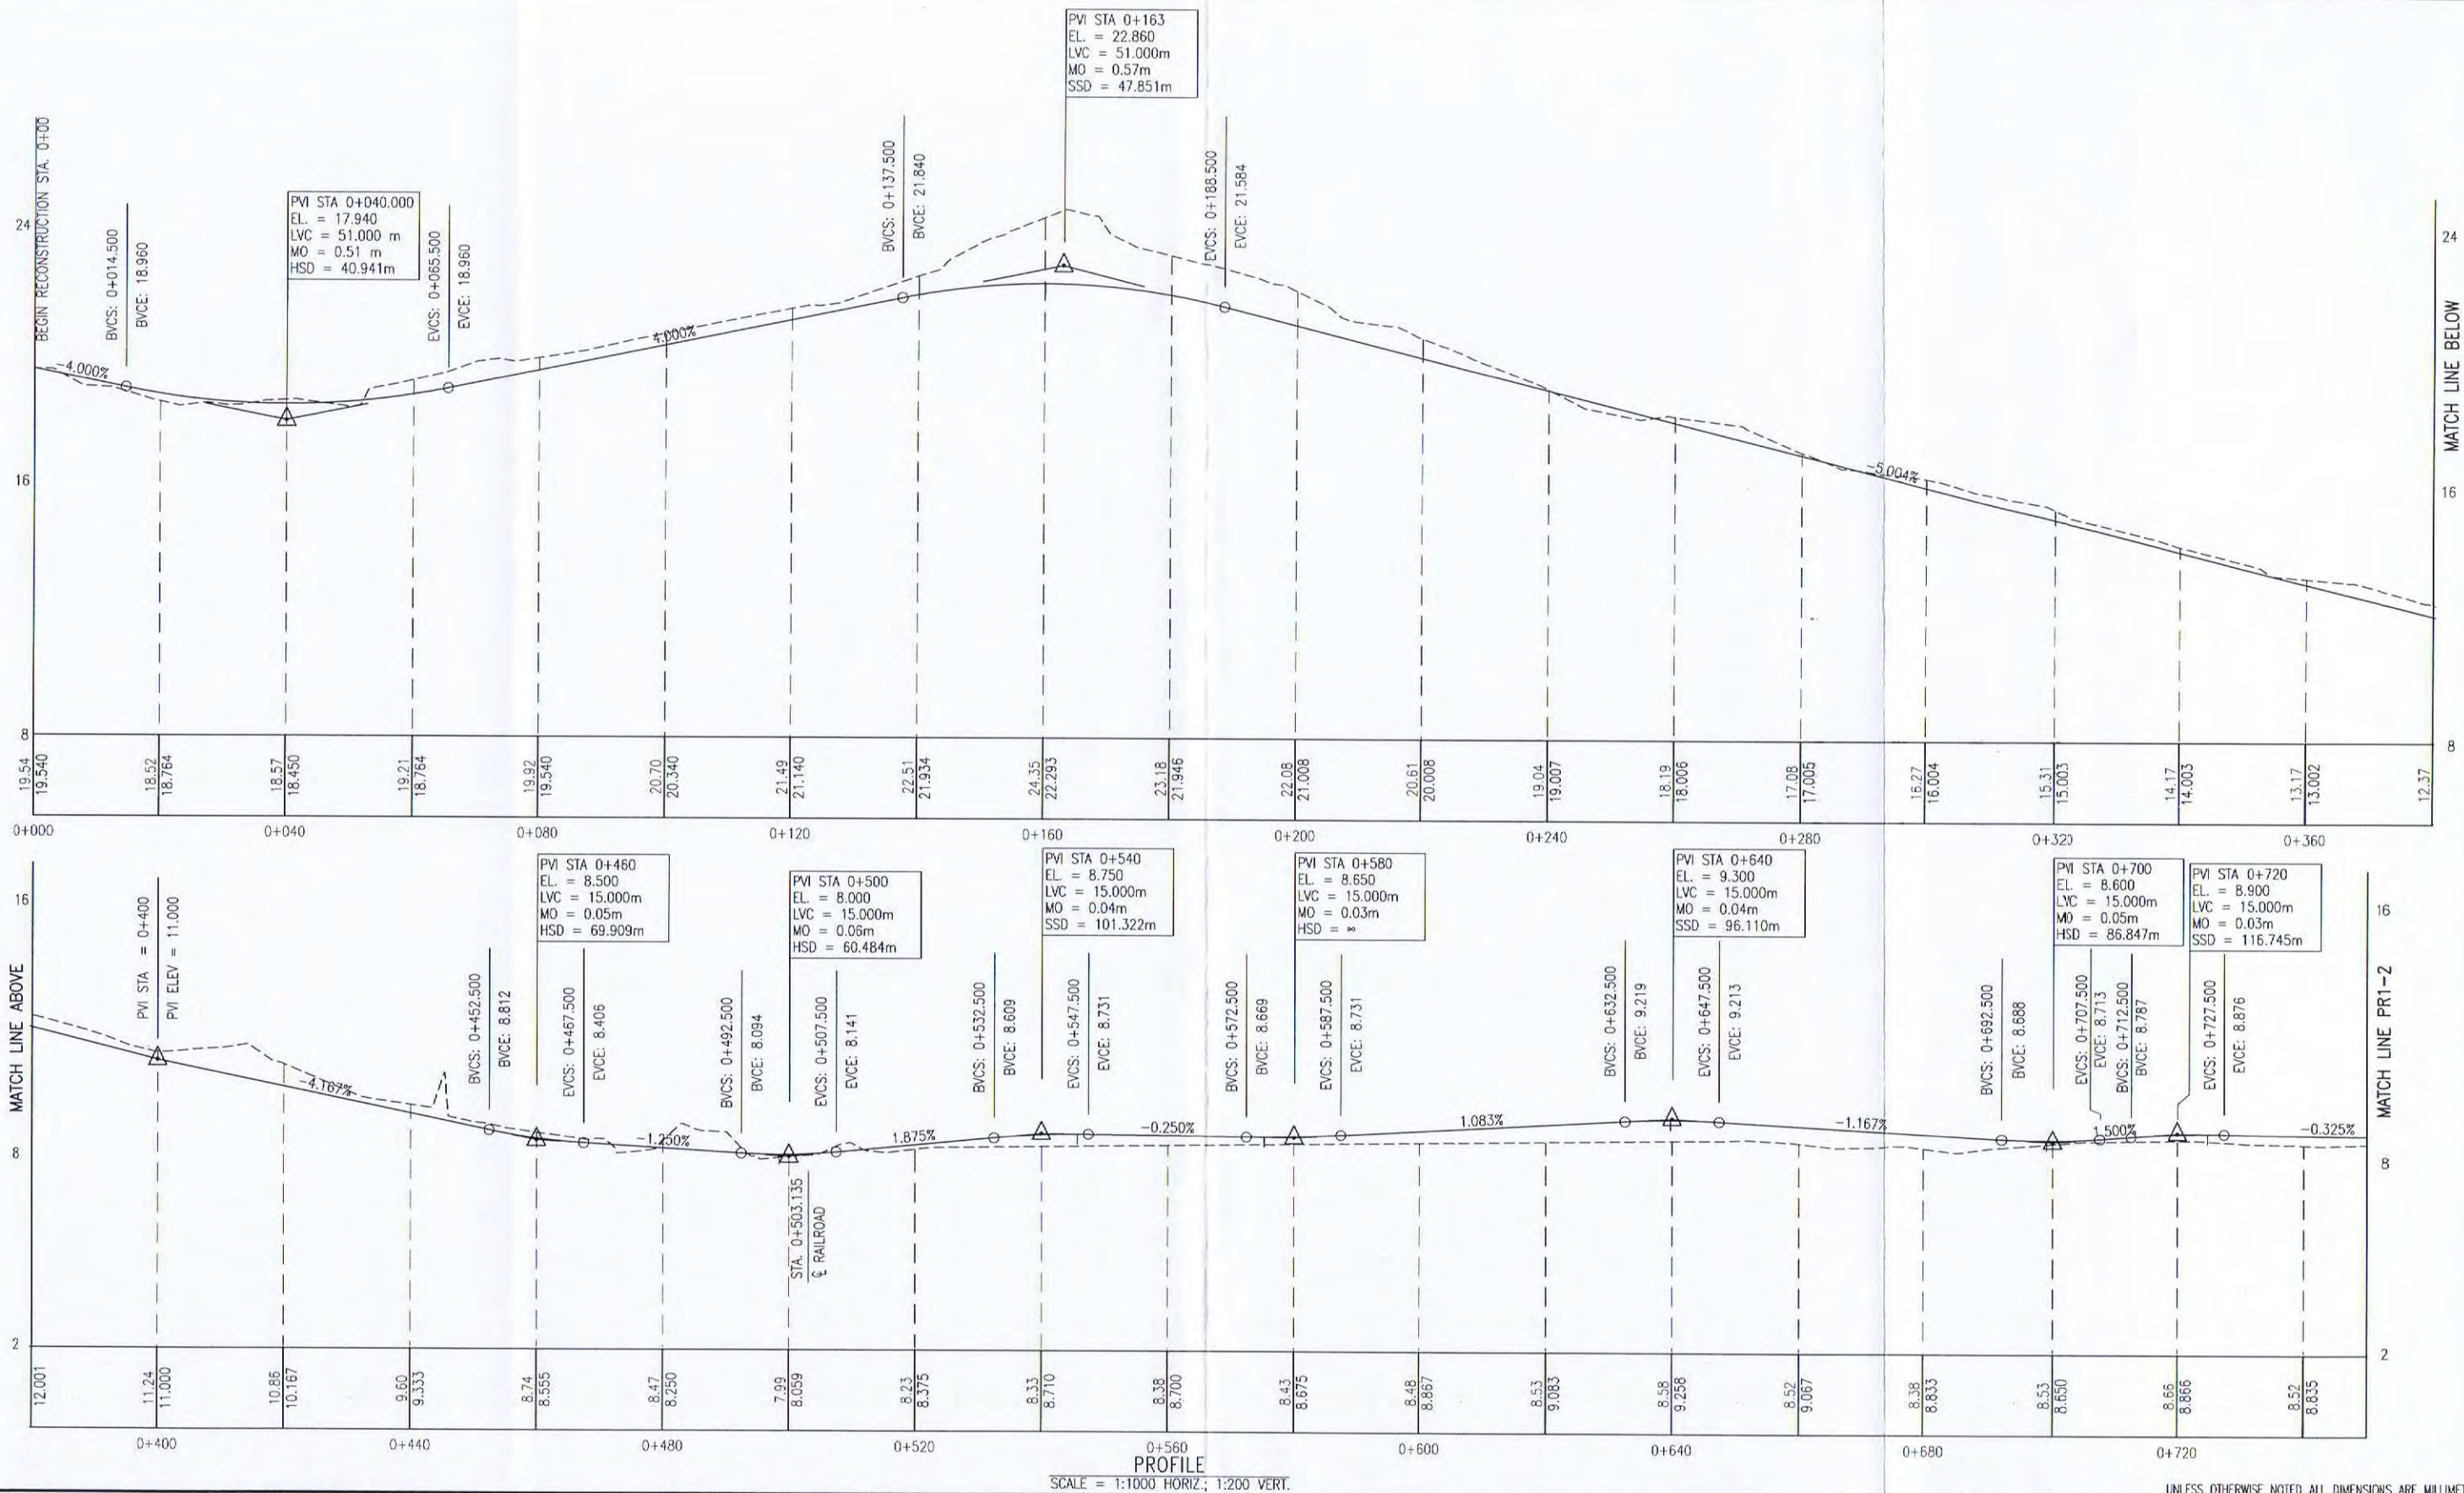 PVI STA 0+163
EL. = 22.860
LVC = 51.000m
MO = 0.57m
SSD = 47.851m
BEGIN RECONSTRUCTION STA. 0+00
BVCS: 0+014.500
BVCE: 18.960
PVI STA 0+040.000
EL. = 17.940
LVC = 51.000 m
MO = 0.51 m
HSD = 40.941m
EVCS: 0+065.500
EVCE: 18.960
BVCS: 0+137.500
BVCE: 21.840
EVCS: 0+188.500
EVCE: 21.584
24
16
8
24
16
8
MATCH LINE BELOW
-4.000%
4.000%
-5.004%
19.54
19.540
18.52
18.764
18.57
18.450
19.21
18.764
19.92
19.540
20.70
20.340
21.49
21.140
22.51
21.934
24.35
22.293
23.18
21.946
22.08
21.008
20.61
20.008
19.04
19.007
18.19
18.006
17.08
17.005
16.27
16.004
15.31
15.003
14.17
14.003
13.17
13.002
12.37
0+000
0+040
0+080
0+120
0+160
0+200
0+240
0+280
0+320
0+360
MATCH LINE ABOVE
16
8
2
PVI STA = 0+400
PVI ELEV = 11.000
BVCS: 0+452.500
BVCE: 8.812
PVI STA 0+460
EL. = 8.500
LVC = 15.000m
MO = 0.05m
HSD = 69.909m
EVCS: 0+467.500
EVCE: 8.406
BVCS: 0+492.500
BVCE: 8.094
PVI STA 0+500
EL. = 8.000
LVC = 15.000m
MO = 0.06m
HSD = 60.484m
EVCS: 0+507.500
EVCE: 8.141
BVCS: 0+532.500
BVCE: 8.609
PVI STA 0+540
EL. = 8.750
LVC = 15.000m
MO = 0.04m
SSD = 101.322m
EVCS: 0+547.500
EVCE: 8.731
BVCS: 0+572.500
BVCE: 8.669
PVI STA 0+580
EL. = 8.650
LVC = 15.000m
MO = 0.03m
HSD = ∞
EVCS: 0+587.500
EVCE: 8.731
BVCS: 0+632.500
BVCE: 9.219
PVI STA 0+640
EL. = 9.300
LVC = 15.000m
MO = 0.04m
SSD = 96.110m
EVCS: 0+647.500
EVCE: 9.213
BVCS: 0+692.500
BVCE: 8.688
PVI STA 0+700
EL. = 8.600
LVC = 15.000m
MO = 0.05m
HSD = 86.847m
EVCS: 0+707.500
EVCE: 8.713
BVCS: 0+712.500
BVCE: 8.787
PVI STA 0+720
EL. = 8.900
LVC = 15.000m
MO = 0.03m
SSD = 116.745m
EVCS: 0+727.500
EVCE: 8.876
16
8
2
MATCH LINE PR1-2
-4.167%
-1.250%
1.875%
-0.250%
1.083%
-1.167%
1.500%
-0.325%
STA. 0+503.135
℄ RAILROAD
12.001
11.24
11.000
10.86
10.167
9.60
9.333
8.74
8.555
8.47
8.250
7.99
8.059
8.23
8.375
8.33
8.710
8.38
8.700
8.43
8.675
8.48
8.867
8.53
9.083
8.58
9.258
8.52
9.067
8.38
8.833
8.53
8.650
8.66
8.866
8.52
8.835
0+400
0+440
0+480
0+520
0+560
0+600
0+640
0+680
0+720
PROFILE
SCALE = 1:1000 HORIZ.; 1:200 VERT.
UNLESS OTHERWISE NOTED ALL DIMENSIONS ARE